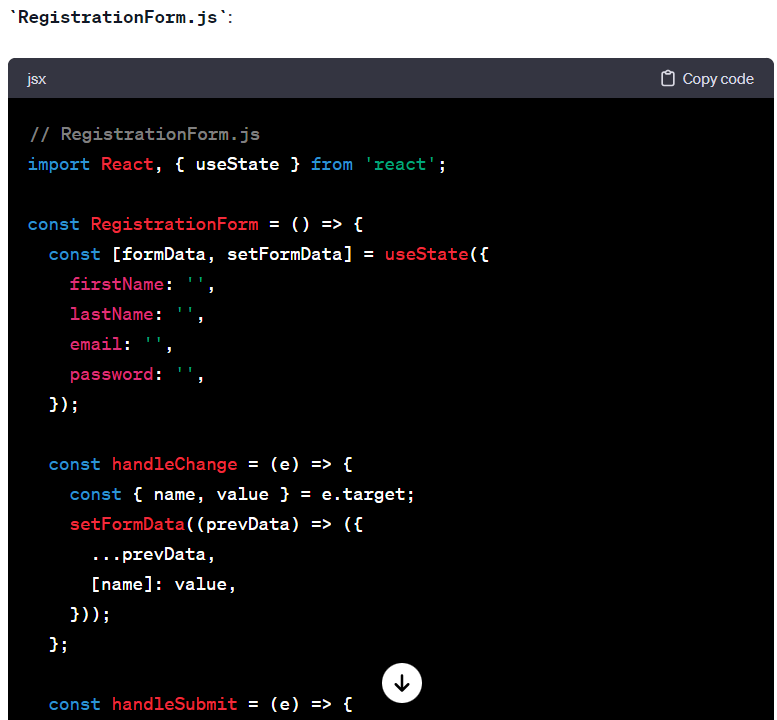 `RegistrationForm.js`:
jsx
Copy code
// RegistrationForm.js
import React, { useState } from 'react';
const RegistrationForm = () => {
const [formData, setFormData] = useState({
firstName: '',
lastName: '',
email: '',
password: '',
});
const handleChange = (e) => {
const { name, value } = e.target;
setFormData((prevData) => ({
...prevData,
[name]: value,
}));
};
const handleSubmit = (e) => {